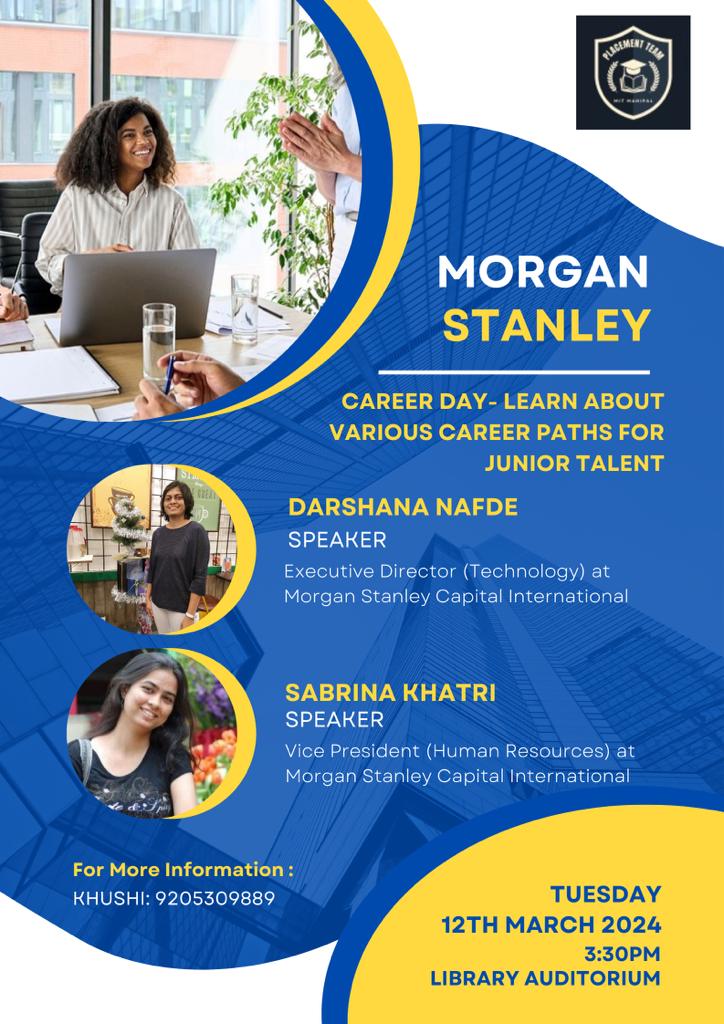 PLACEMENT TEAM
MIT MANIPAL
MORGAN
STANLEY
CAREER DAY- LEARN ABOUT
VARIOUS CAREER PATHS FOR
JUNIOR TALENT
DARSHANA NAFDE
SPEAKER
Executive Director (Technology) at
Morgan Stanley Capital International
SABRINA KHATRI
SPEAKER
Vice President (Human Resources) at
Morgan Stanley Capital International
For More Information :
KHUSHI: 9205309889
TUESDAY
12TH MARCH 2024
3:30PM
LIBRARY AUDITORIUM